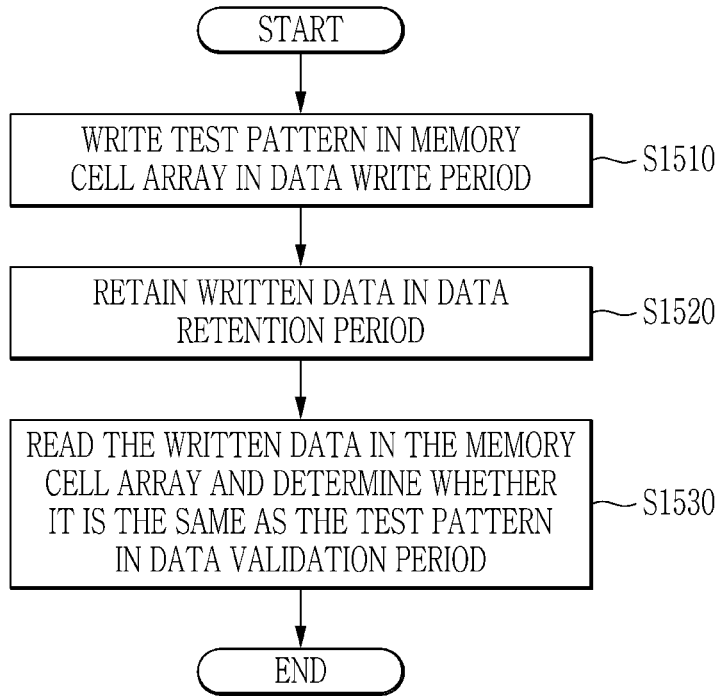 START
WRITE TEST PATTERN IN MEMORY
CELL ARRAY IN DATA WRITE PERIOD
S1510
RETAIN WRITTEN DATA IN DATA
RETENTION PERIOD
S1520
READ THE WRITTEN DATA IN THE MEMORY
CELL ARRAY AND DETERMINE WHETHER
IT IS THE SAME AS THE TEST PATTERN
IN DATA VALIDATION PERIOD
S1530
END